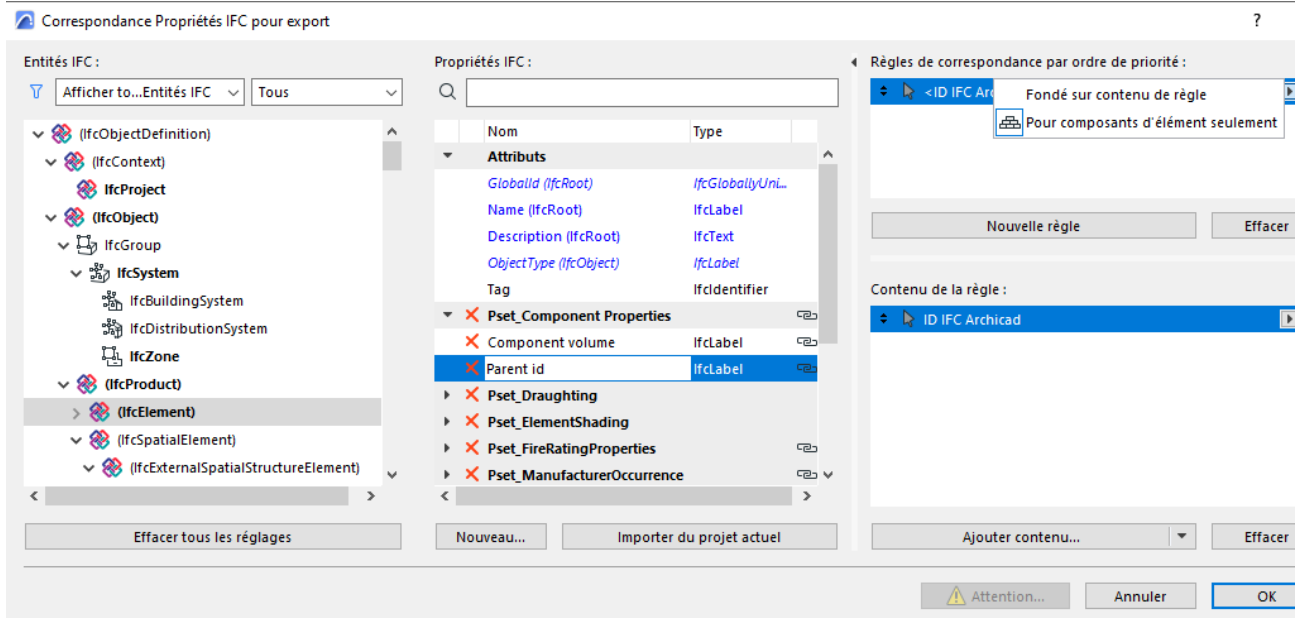 Correspondance Propriétés IFC pour export
?
Entités IFC :
Afficher to...Entités IFC
Tous
(IfcObjectDefinition)
(IfcContext)
IfcProject
(IfcObject)
IfcGroup
IfcSystem
IfcBuildingSystem
IfcDistributionSystem
IfcZone
(IfcProduct)
(IfcElement)
(IfcSpatialElement)
(IfcExternalSpatialStructureElement)
Effacer tous les réglages
Propriétés IFC :
Nom Type
Attributs
GlobalId (IfcRoot) IfcGloballyUni...
Name (IfcRoot) IfcLabel
Description (IfcRoot) IfcText
ObjectType (IfcObject) IfcLabel
Tag IfcIdentifier
Pset_Component Properties
Component volume IfcLabel
Parent id IfcLabel
Pset_Draughting
Pset_ElementShading
Pset_FireRatingProperties
Pset_ManufacturerOccurrence
Nouveau...
Importer du projet actuel
Règles de correspondance par ordre de priorité :
<ID IFC Arc
Fondé sur contenu de règle
Pour composants d'élément seulement
Nouvelle règle
Effacer
Contenu de la règle :
ID IFC Archicad
Ajouter contenu...
Effacer
Attention...
Annuler
OK